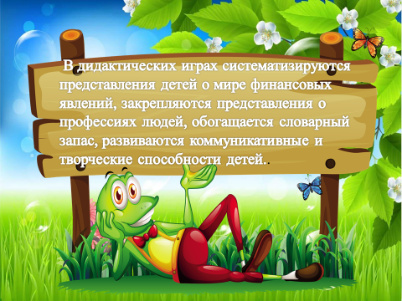 В дидактических играх систематизируются
представления детей о мире финансовых
явлений, закрепляются представления о
профессиях людей, обогащается словарный
запас, развиваются коммуникативные и
творческие способности детей..